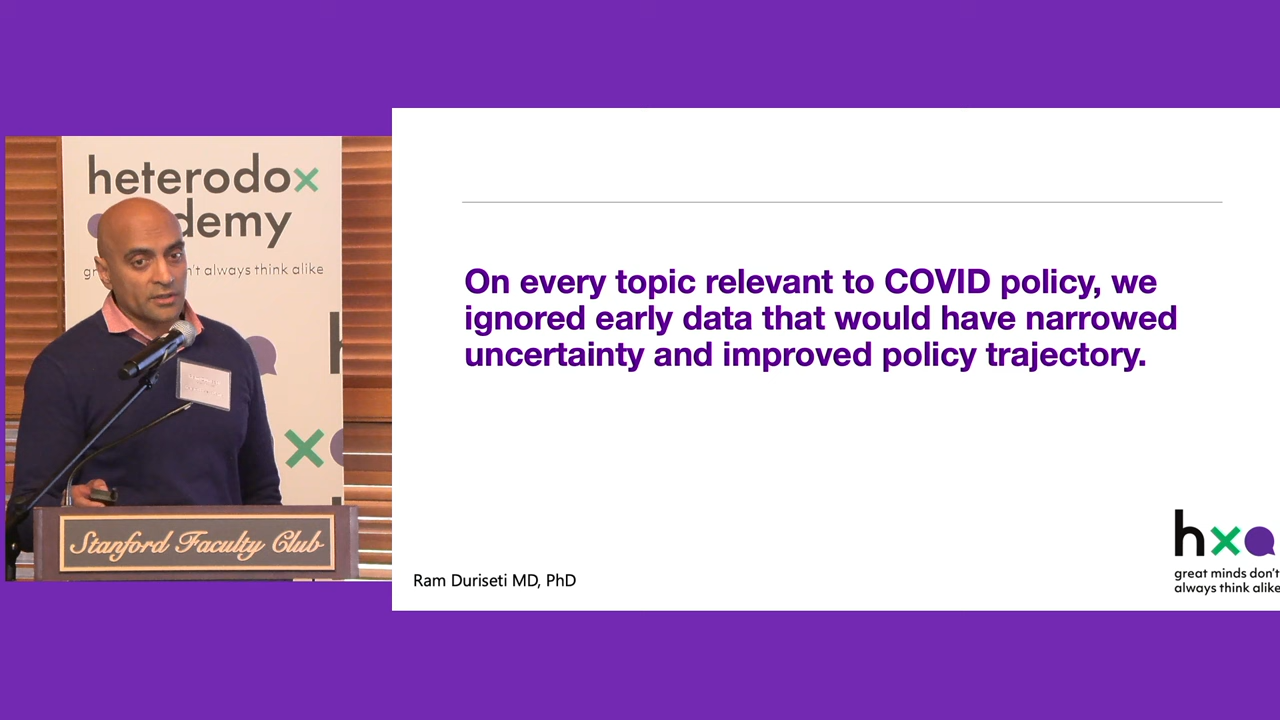 heterodox
demy
don't always think alike
Stanford Faculty Club
On every topic relevant to COVID policy, we
ignored early data that would have narrowed
uncertainty and improved policy trajectory.
Ram Duriseti MD, PhD
hxa
great minds don't
always think alike